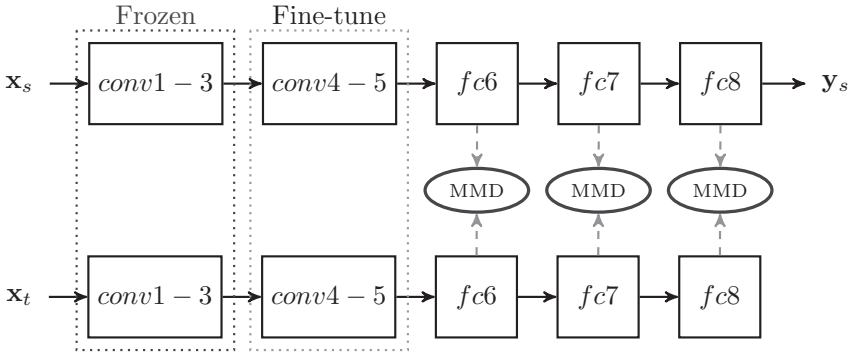 Frozen Fine-tune
x_s conv1 − 3 conv4 − 5 fc6 fc7 fc8 y_s
MMD MMD MMD
x_t conv1 − 3 conv4 − 5 fc6 fc7 fc8